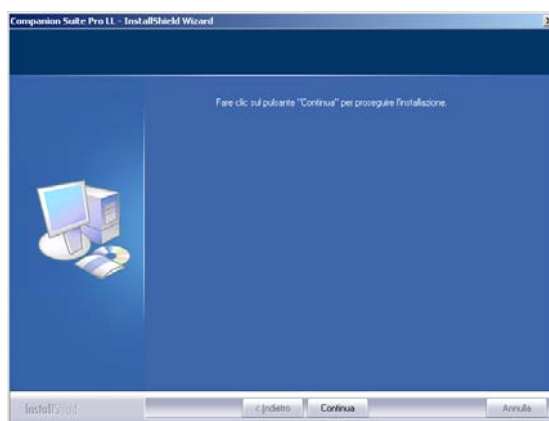 Companion Suite Pro LL - InstallShield Wizard
Fare clic sul pulsante "Continua" per proseguire l'installazione.
InstallShield
< Indietro
Continua
Annulla